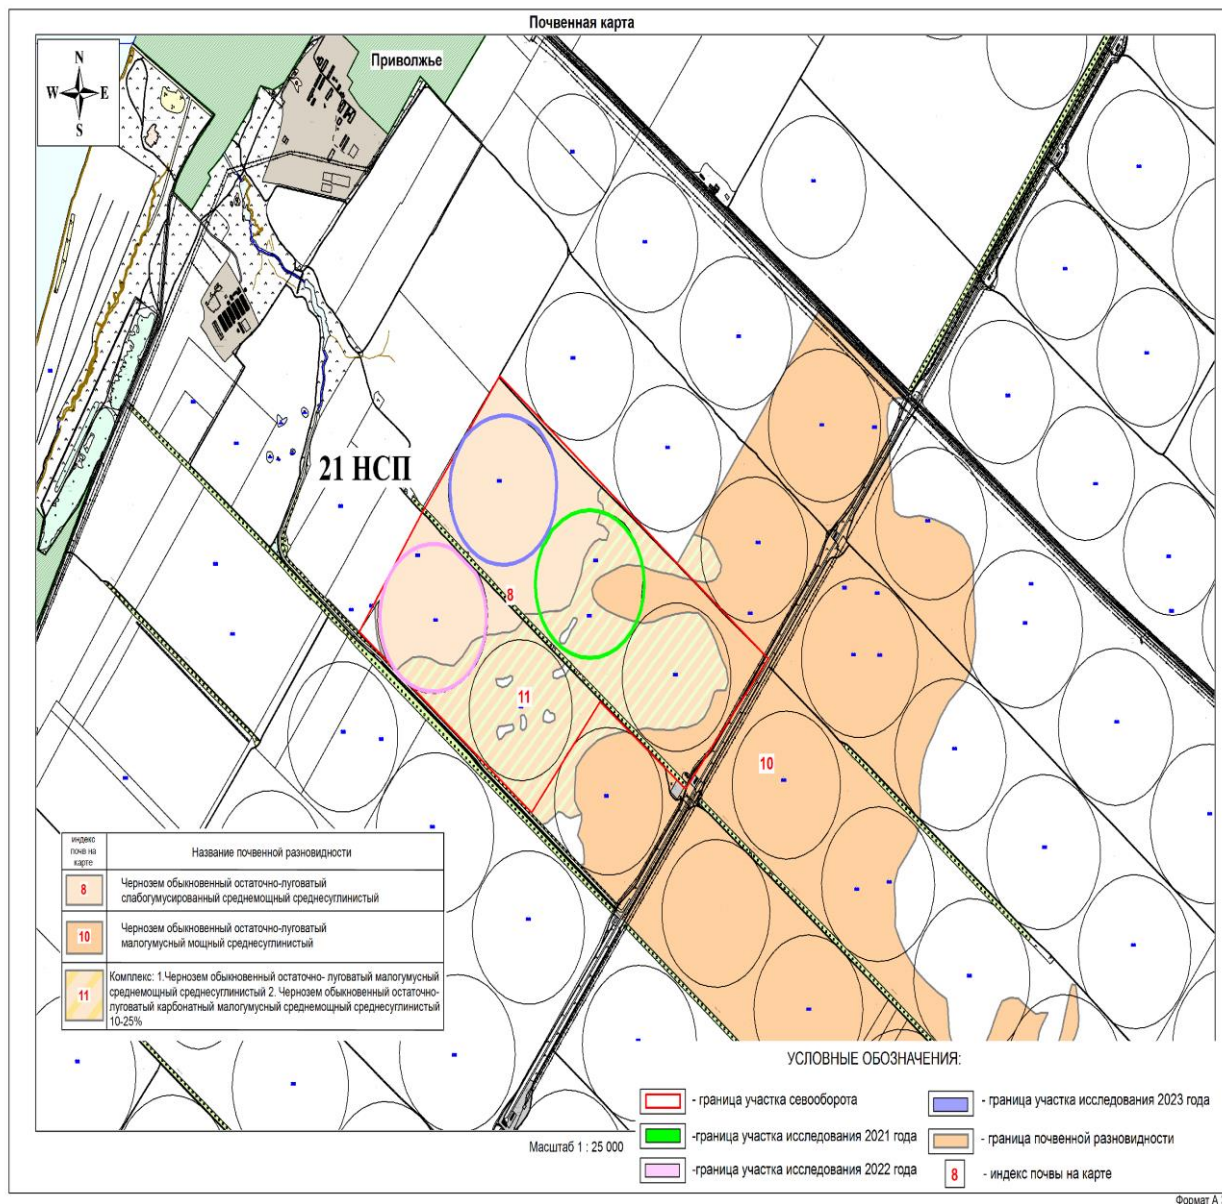 Почвенная карта
Приволжье
N
W E
S
21 НСП
8
11
10
индекс
почв на
карте
Название почвенной разновидности
8
Чернозем обыкновенный остаточно-луговатый
слабогумусированный среднемощный среднесуглинистый
10
Чернозем обыкновенный остаточно-луговатый
малогумусный мощный среднесуглинистый
11
Комплекс: 1.Чернозем обыкновенный остаточно- луговатый малогумусный
среднемощный среднесуглинистый 2. Чернозем обыкновенный остаточно-
луговатый карбонатный малогумусный среднемощный среднесуглинистый
10-25%
УСЛОВНЫЕ ОБОЗНАЧЕНИЯ:
- граница участка севооборота
-граница участка исследования 2021 года
-граница участка исследования 2022 года
- граница участка исследования 2023 года
- граница почвенной разновидности
8 - индекс почвы на карте
Масштаб 1 : 25 000
Формат А